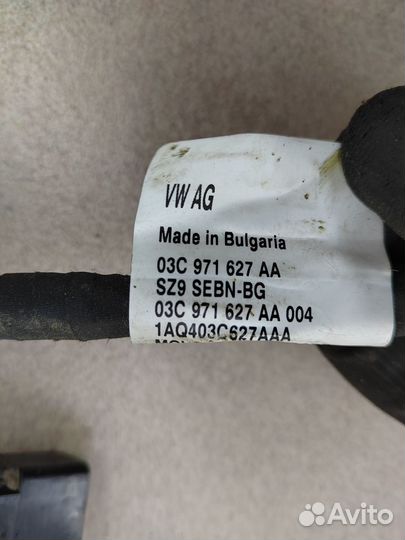 VW AG
Made in Bulgaria
03C 971 627 AA
SZ9 SEBN-BG
03C 971 627 AA 004
1AQ403C627AAA
Avito